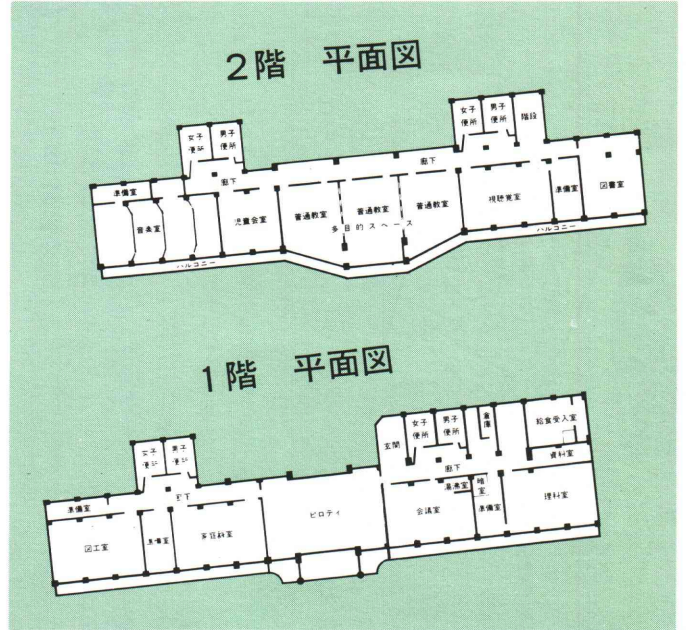 2階 平面図
女子
便所
男子
便所
女子
便所
男子
便所
階段
準備室
廊下
廊下
音楽室
児童会室
普通教室
普通教室
普通教室
多目的スペース
視聴覚室
準備室
図書室
バルコニー
バルコニー
1階 平面図
女子
便所
男子
便所
玄関
女子
便所
男子
便所
倉庫
給食受入室
資料室
準備室
廊下
廊下
湯沸室
暗室
図工室
準備室
家庭科室
ピロティ
会議室
準備室
理科室